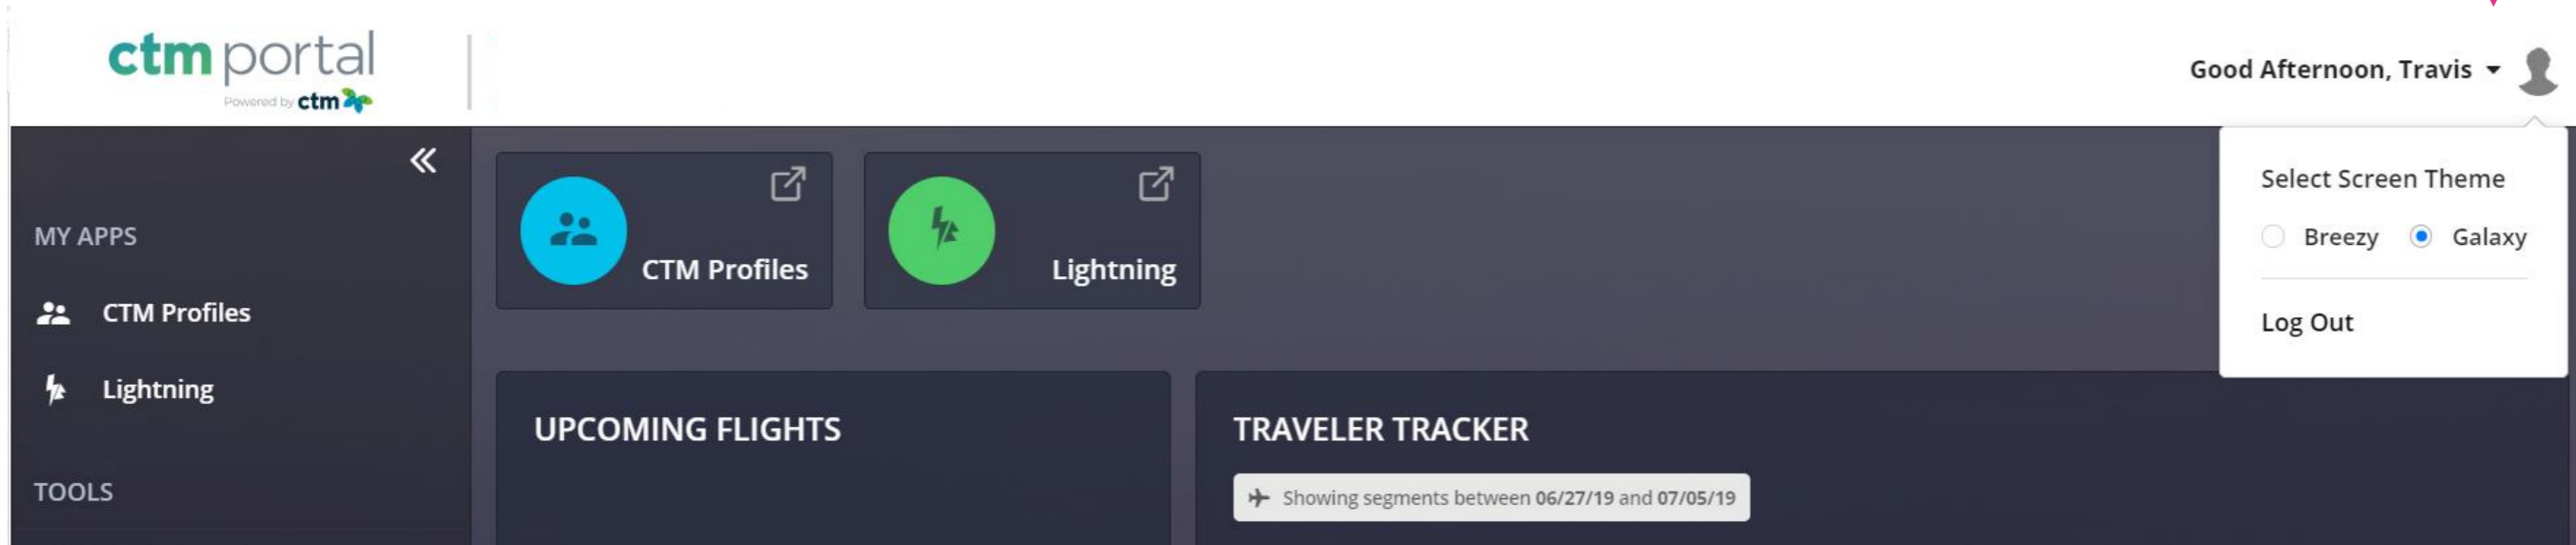 ctm portal
Powered by ctm
Good Afternoon, Travis
Select Screen Theme
Breezy Galaxy
Log Out
MY APPS
CTM Profiles
Lightning
TOOLS
CTM Profiles
Lightning
UPCOMING FLIGHTS
TRAVELER TRACKER
Showing segments between 06/27/19 and 07/05/19